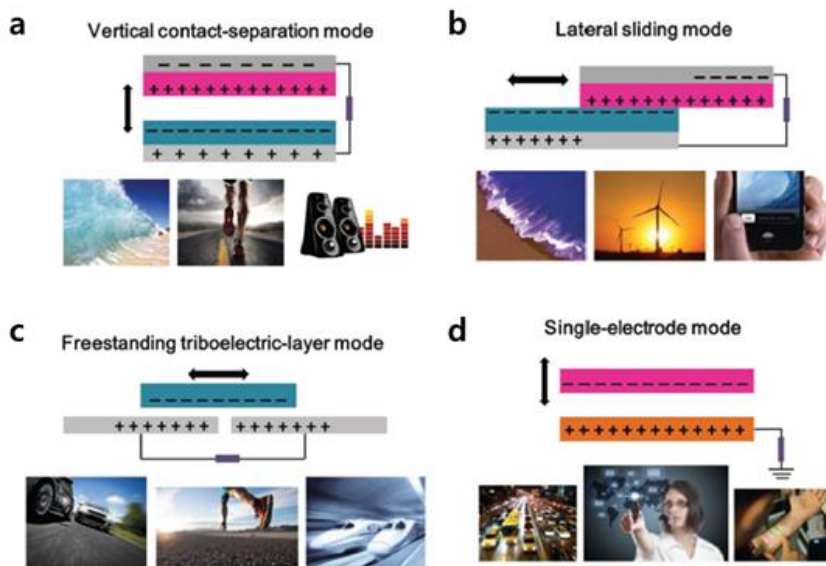 a
Vertical contact-separation mode
b
Lateral sliding mode
c
Freestanding triboelectric-layer mode
d
Single-electrode mode